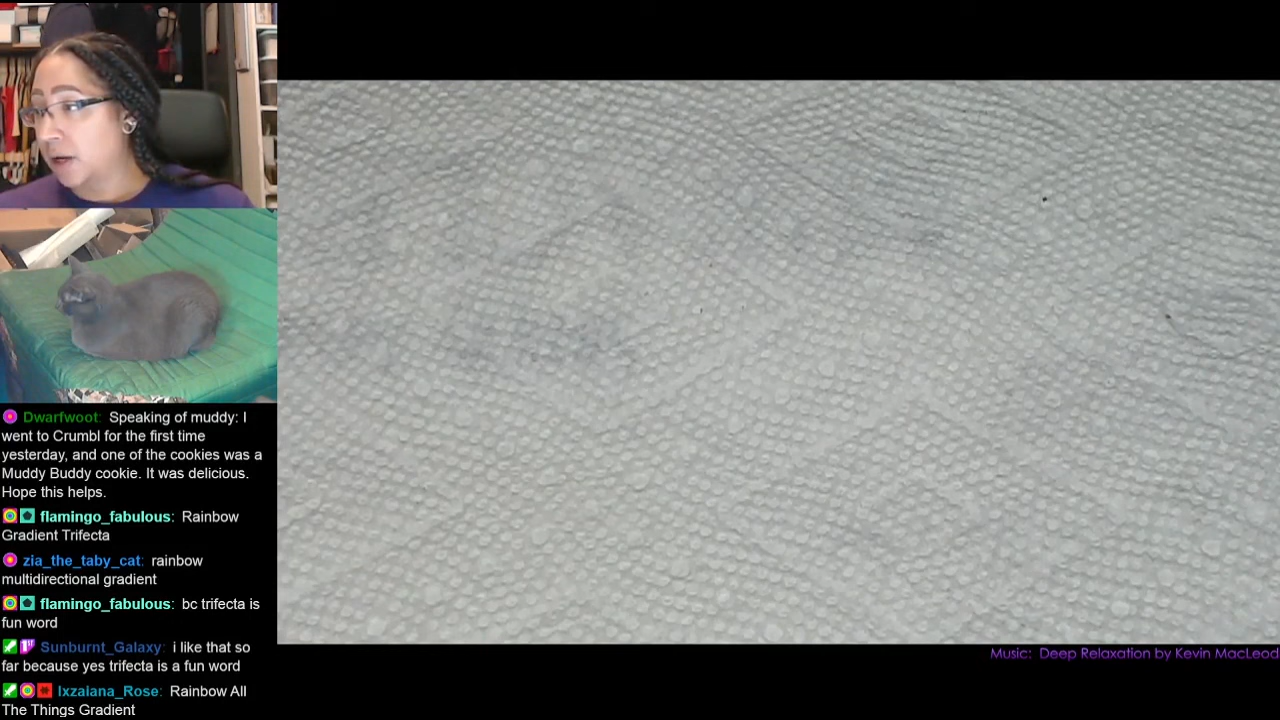 Dwarfwoot: Speaking of muddy: I
went to Crumbl for the first time
yesterday, and one of the cookies was a
Muddy Buddy cookie. It was delicious.
Hope this helps.
flamingo_fabulous: Rainbow
Gradient Trifecta
zia_the_taby_cat: rainbow
multidirectional gradient
flamingo_fabulous: bc trifecta is
fun word
Sunburnt_Galaxy: i like that so
far because yes trifecta is a fun word
Ixzaiana_Rose: Rainbow All
The Things Gradient
Music: Deep Relaxation by Kevin MacLeod